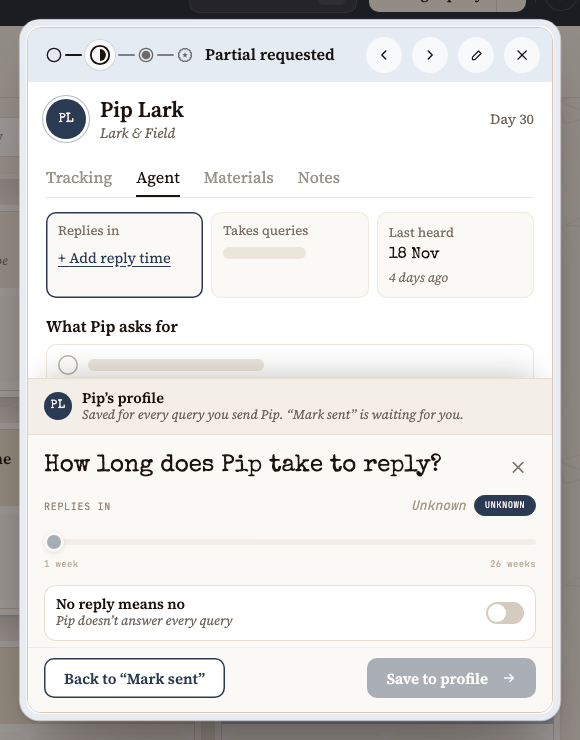 Partial requested
PL
Pip Lark
Lark & Field
Day 30
Tracking Agent Materials Notes
Replies in
+ Add reply time
Takes queries
Last heard
18 Nov
4 days ago
What Pip asks for
PL
Pip’s profile
Saved for every query you send Pip. “Mark sent” is waiting for you.
How long does Pip take to reply?
REPLIES IN
Unknown UNKNOWN
1 week
26 weeks
No reply means no
Pip doesn’t answer every query
Back to “Mark sent”
Save to profile →